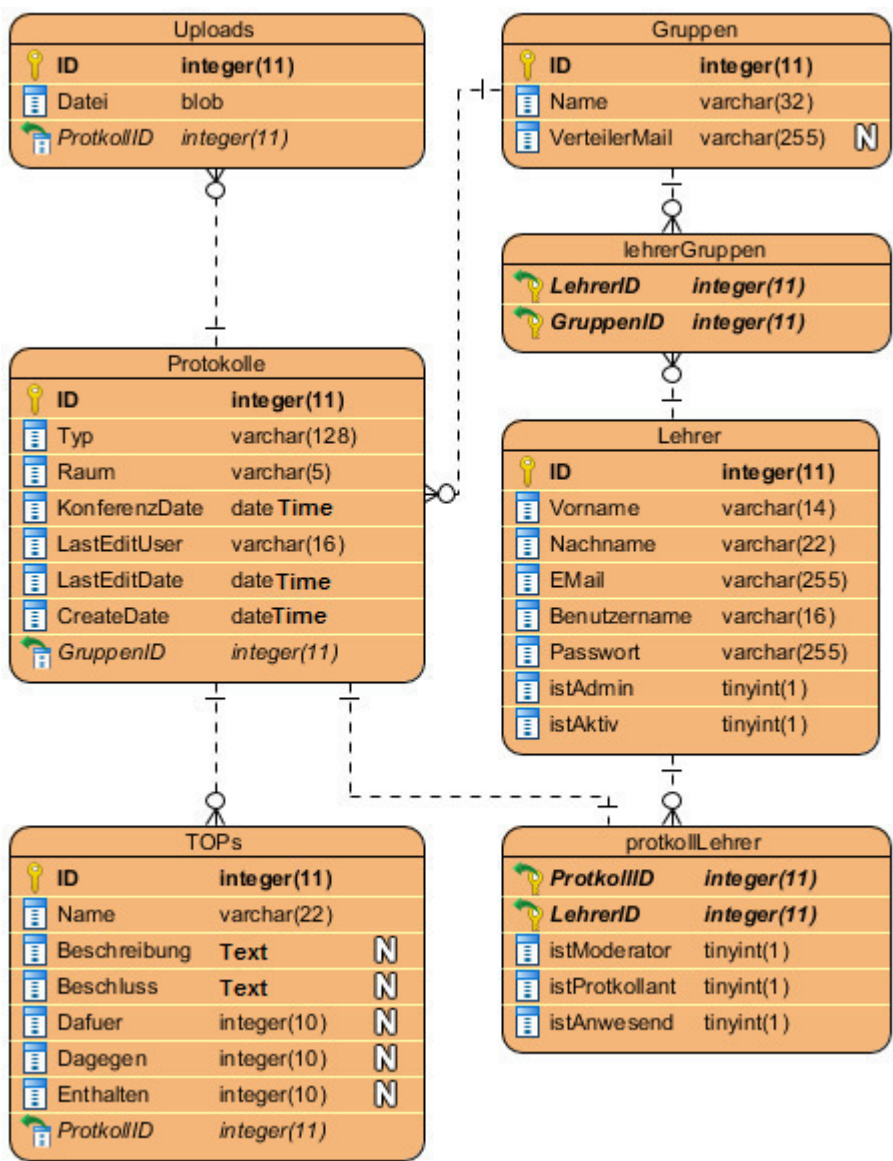 Uploads
ID integer(11)
Datei blob
ProtkollID integer(11)
Gruppen
ID integer(11)
Name varchar(32)
VerteilerMail varchar(255) N
lehrerGruppen
LehrerID integer(11)
GruppenID integer(11)
Protokolle
ID integer(11)
Typ varchar(128)
Raum varchar(5)
KonferenzDate date Time
LastEditUser varchar(16)
LastEditDate date Time
CreateDate dateTime
GruppenID integer(11)
Lehrer
ID integer(11)
Vorname varchar(14)
Nachname varchar(22)
EMail varchar(255)
Benutzername varchar(16)
Passwort varchar(255)
istAdmin tinyint(1)
istAktiv tinyint(1)
TOPs
ID integer(11)
Name varchar(22)
Beschreibung Text N
Beschluss Text N
Dafuer integer(10) N
Dagegen integer(10) N
Enthalten integer(10) N
ProtkollID integer(11)
protkollLehrer
ProtkollID integer(11)
LehrerID integer(11)
istModerator tinyint(1)
istProtkollant tinyint(1)
istAnwesend tinyint(1)